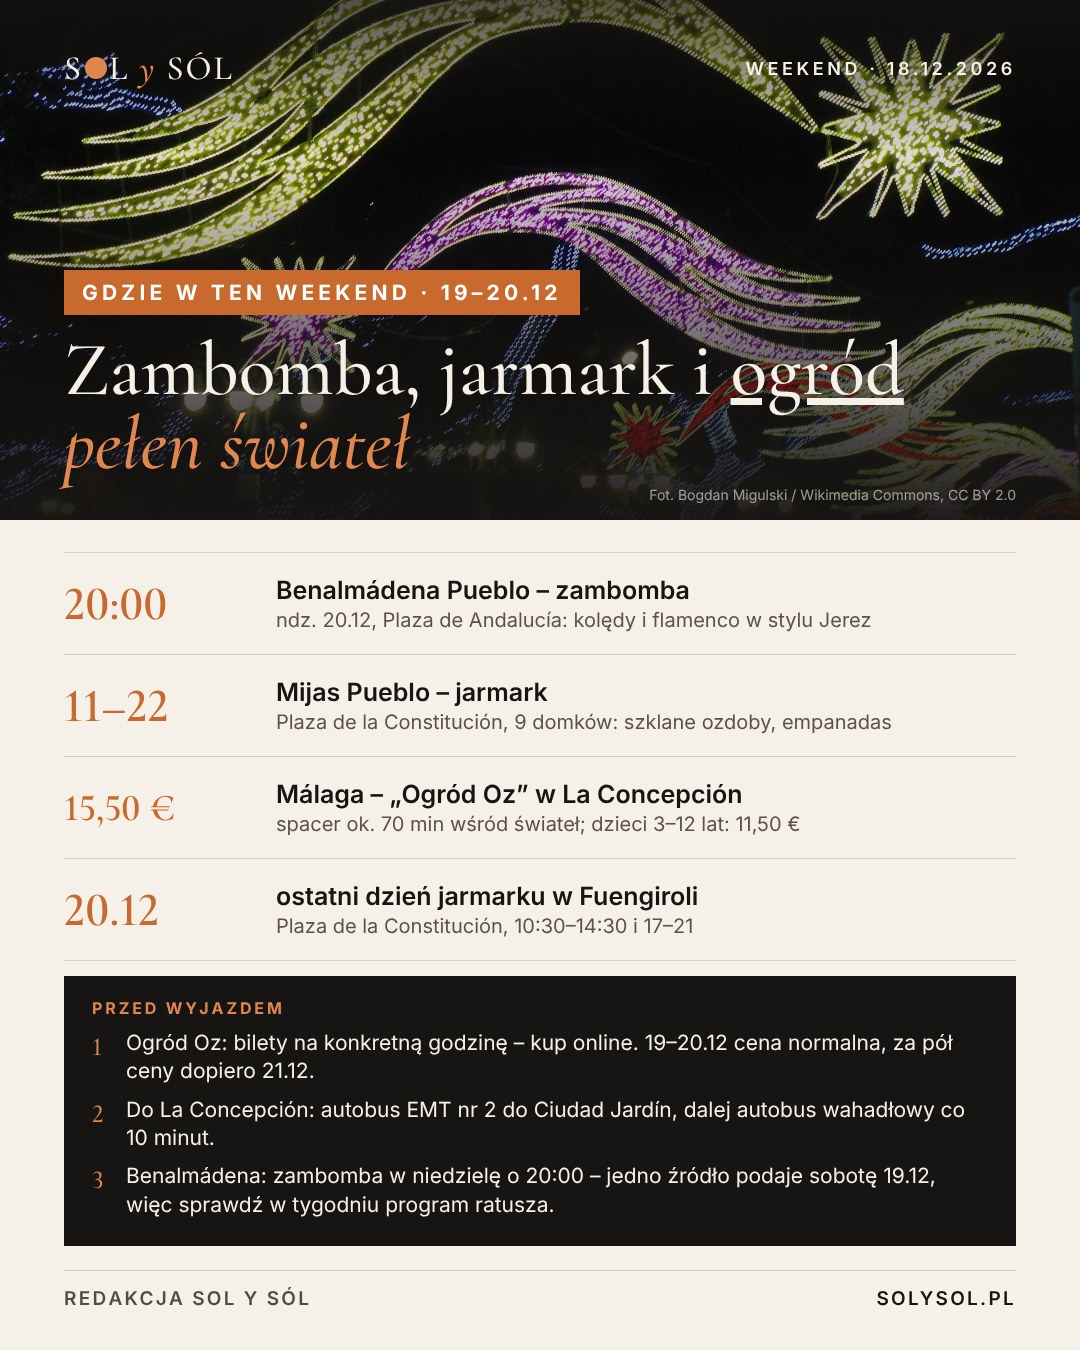 SOL y SÓL
WEEKEND · 18.12.2026
GDZIE W TEN WEEKEND · 19–20.12
Zambomba, jarmark i ogród
pełen świateł
Fot. Bogdan Migulski / Wikimedia Commons, CC BY 2.0
20:00
Benalmádena Pueblo – zambomba
ndz. 20.12, Plaza de Andalucía: kolędy i flamenco w stylu Jerez
11–22
Mijas Pueblo – jarmark
Plaza de la Constitución, 9 domków: szklane ozdoby, empanadas
15,50 €
Málaga – „Ogród Oz” w La Concepción
spacer ok. 70 min wśród świateł; dzieci 3–12 lat: 11,50 €
20.12
ostatni dzień jarmarku w Fuengiroli
Plaza de la Constitución, 10:30–14:30 i 17–21
PRZED WYJAZDEM
1 Ogród Oz: bilety na konkretną godzinę – kup online. 19–20.12 cena normalna, za pół
ceny dopiero 21.12.
2 Do La Concepción: autobus EMT nr 2 do Ciudad Jardín, dalej autobus wahadłowy co
10 minut.
3 Benalmádena: zambomba w niedzielę o 20:00 – jedno źródło podaje sobotę 19.12,
więc sprawdź w tygodniu program ratusza.
REDAKCJA SOL Y SÓL
SOLYSOL.PL